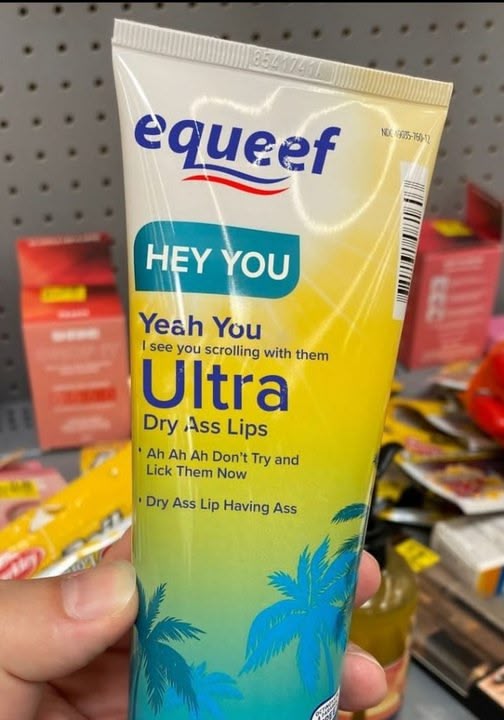 8541741L
equeef
HEY YOU
Yeah You
I see you scrolling with them
Ultra
Dry Ass Lips
• Ah Ah Ah Don't Try and
Lick Them Now
• Dry Ass Lip Having Ass